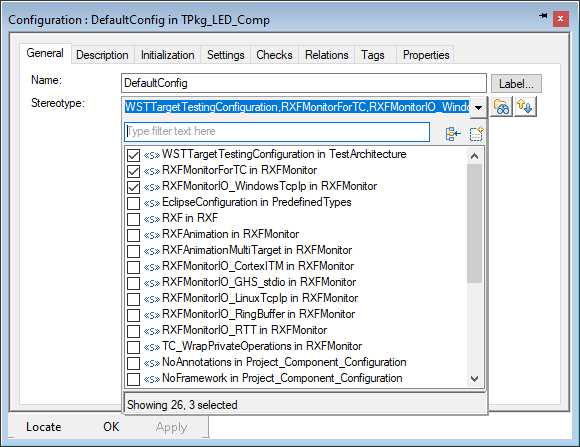 Configuration : DefaultConfig in TPkg_LED_Comp
General Description Initialization Settings Checks Relations Tags Properties
Name: DefaultConfig Label...
Stereotype: WSTTargetTestingConfiguration,RXFMonitorForTC,RXFMonitorIO_Windo
Type filter text here
«S» WSTTargetTestingConfiguration in TestArchitecture
«S» RXFMonitorForTC in RXFMonitor
«S» RXFMonitorIO_WindowsTcpIp in RXFMonitor
«S» EclipseConfiguration in PredefinedTypes
«S» RXF in RXF
«S» RXFAnimation in RXFMonitor
«S» RXFAnimationMultiTarget in RXFMonitor
«S» RXFMonitorIO_CortexITM in RXFMonitor
«S» RXFMonitorIO_GHS_stdio in RXFMonitor
«S» RXFMonitorIO_LinuxTcpIp in RXFMonitor
«S» RXFMonitorIO_RingBuffer in RXFMonitor
«S» RXFMonitorIO_RTT in RXFMonitor
«S» TC_WrapPrivateOperations in RXFMonitor
«S» NoAnnotations in Project_Component_Configuration
«S» NoFramework in Project_Component_Configuration
Showing 26, 3 selected
Locate OK Apply